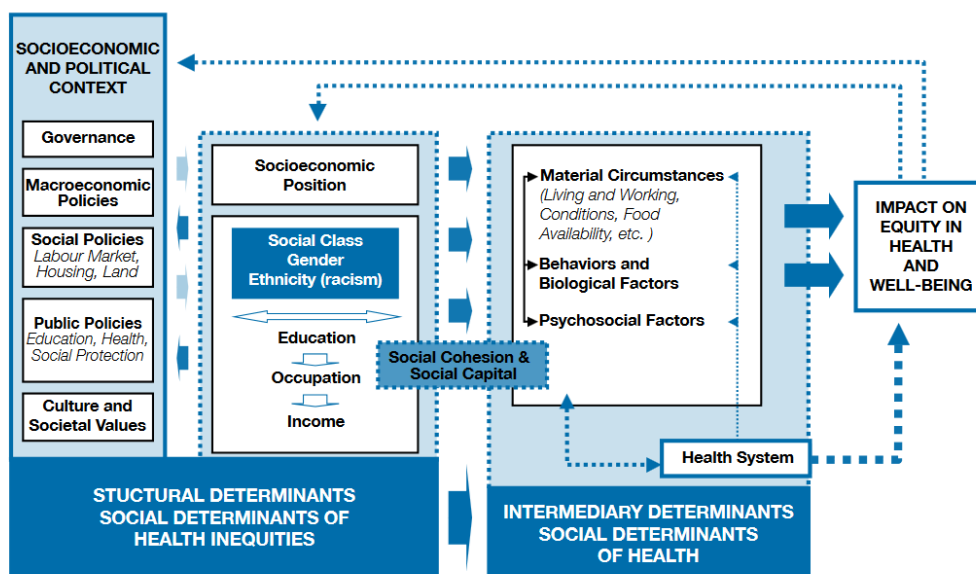 SOCIOECONOMIC
AND POLITICAL
CONTEXT
Governance
Macroeconomic
Policies
Social Policies
Labour Market,
Housing, Land
Public Policies
Education, Health,
Social Protection
Culture and
Societal Values
Socioeconomic
Position
Social Class
Gender
Ethnicity (racism)
Education
Occupation
Income
Social Cohesion &
Social Capital
Material Circumstances
(Living and Working,
Conditions, Food
Availability, etc. )
Behaviors and
Biological Factors
Psychosocial Factors
Health System
IMPACT ON
EQUITY IN
HEALTH
AND
WELL-BEING
STUCTURAL DETERMINANTS
SOCIAL DETERMINANTS OF
HEALTH INEQUITIES
INTERMEDIARY DETERMINANTS
SOCIAL DETERMINANTS
OF HEALTH